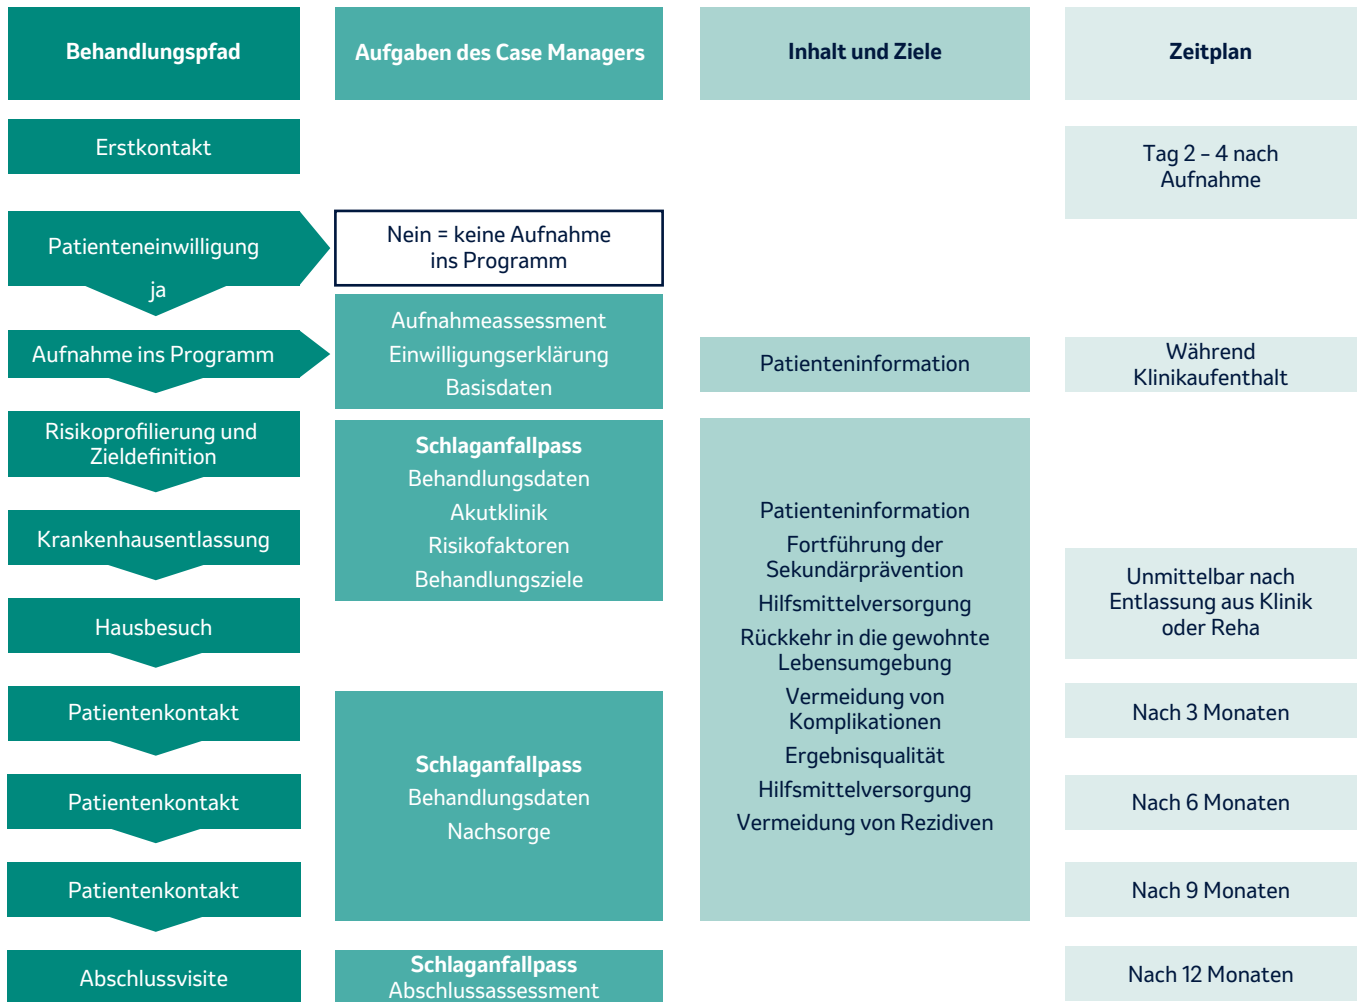 Behandlungspfad
Aufgaben des Case Managers
Inhalt und Ziele
Zeitplan
Erstkontakt
Tag 2 – 4 nach
Aufnahme
Patienteneinwilligung
ja
Nein = keine Aufnahme
ins Programm
Aufnahme ins Programm
Aufnahmeassessment
Einwilligungserklärung
Basisdaten
Patienteninformation
Während
Klinikaufenthalt
Risikoprofilierung und
Zieldefinition
Krankenhausentlassung
Hausbesuch
Schlaganfallpass
Behandlungsdaten
Akutklinik
Risikofaktoren
Behandlungsziele
Patienteninformation
Fortführung der
Sekundärprävention
Hilfsmittelversorgung
Rückkehr in die gewohnte
Lebensumgebung
Vermeidung von
Komplikationen
Ergebnisqualität
Hilfsmittelversorgung
Vermeidung von Rezidiven
Unmittelbar nach
Entlassung aus Klinik
oder Reha
Patientenkontakt
Patientenkontakt
Patientenkontakt
Schlaganfallpass
Behandlungsdaten
Nachsorge
Nach 3 Monaten
Nach 6 Monaten
Nach 9 Monaten
Abschlussvisite
Schlaganfallpass
Abschlussassessment
Nach 12 Monaten